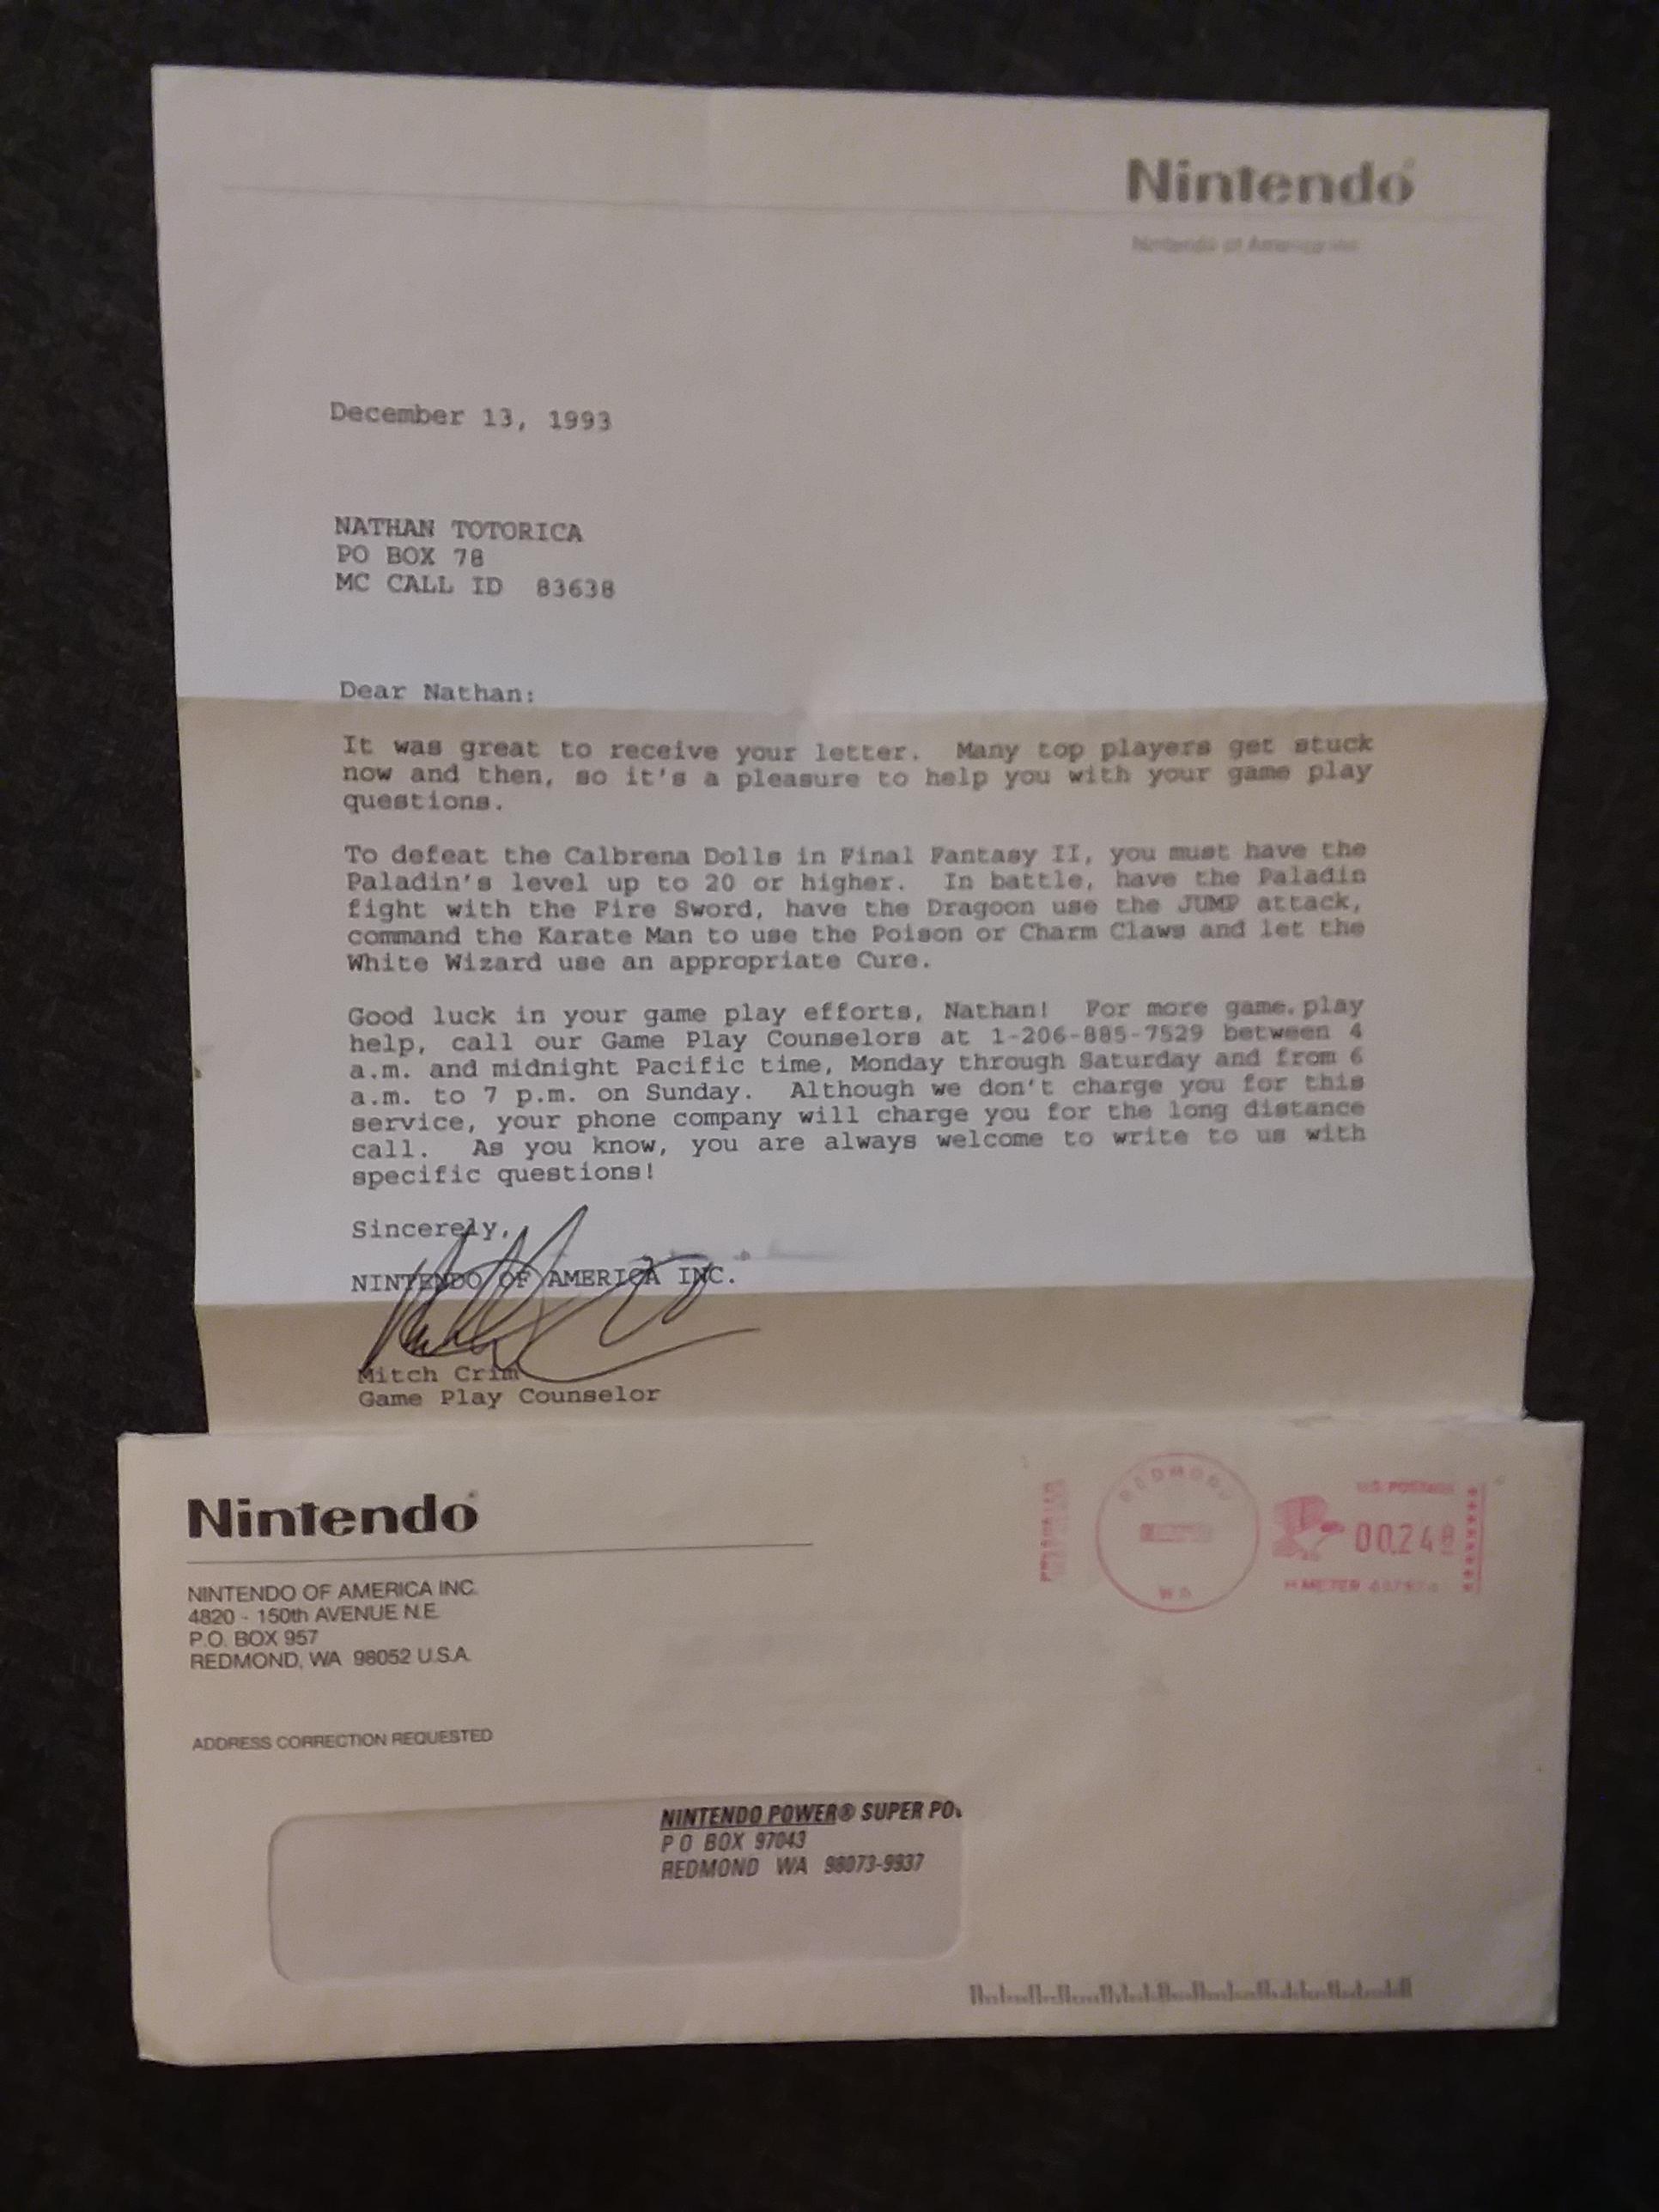 Nintendo®
Nintendo of America Inc.
December 13, 1993
NATHAN TOTORICA
PO BOX 78
MC CALL ID 83638
Dear Nathan:
It was great to receive your letter. Many top players get stuck
now and then, so it's a pleasure to help you with your game play
questions.
To defeat the Calbrena Dolls in Final Fantasy II, you must have the
Paladin's level up to 20 or higher. In battle, have the Paladin
fight with the Fire Sword, have the Dragoon use the JUMP attack,
command the Karate Man to use the Poison or Charm Claws and let the
White Wizard use an appropriate Cure.
Good luck in your game play efforts, Nathan! For more game play
help, call our Game Play Counselors at 1-206-885-7529 between 4
a.m. and midnight Pacific time, Monday through Saturday and from 6
a.m. to 7 p.m. on Sunday. Although we don't charge you for this
service, your phone company will charge you for the long distance
call. As you know, you are always welcome to write to us with
specific questions!
Sincerely,
NINTENDO OF AMERICA INC.
Mitch Crim
Game Play Counselor
Nintendo®
NINTENDO OF AMERICA INC.
4820 - 150th AVENUE N.E.
P.O. BOX 957
REDMOND, WA 98052 U.S.A.
ADDRESS CORRECTION REQUESTED
REDMOND
WA
U.S. POSTAGE
METER
NINTENDO POWER® SUPER
P O BOX 97043
REDMOND WA 98073-9937